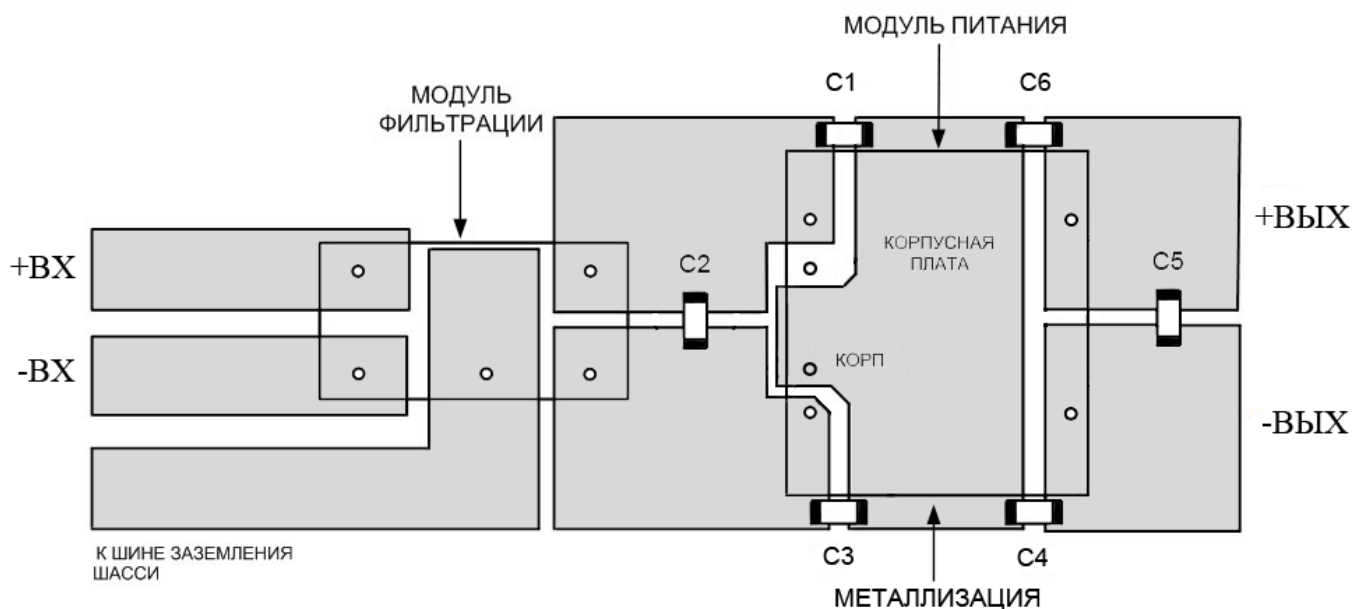 МОДУЛЬ ПИТАНИЯ
C1
C6
МОДУЛЬ
ФИЛЬТРАЦИИ
+ВХ
C2
КОРПУСНАЯ
ПЛАТА
C5
+ВЫХ
-ВХ
КОРП
-ВЫХ
К ШИНЕ ЗАЗЕМЛЕНИЯ
ШАССИ
C3
C4
МЕТАЛЛИЗАЦИЯ